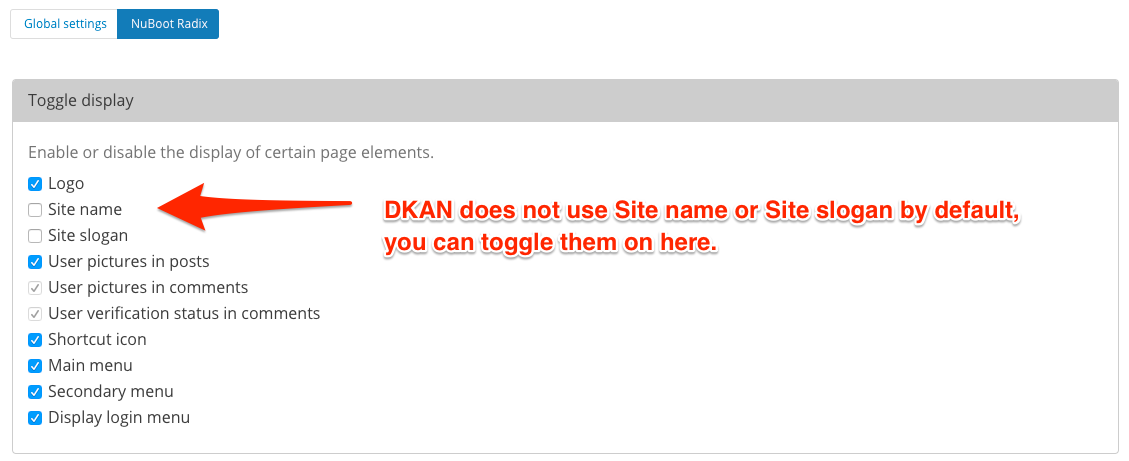 Global settings
NuBoot Radix
Toggle display
Enable or disable the display of certain page elements.
Logo
Site name
Site slogan
DKAN does not use Site name or Site slogan by default,
you can toggle them on here.
User pictures in posts
User pictures in comments
User verification status in comments
Shortcut icon
Main menu
Secondary menu
Display login menu